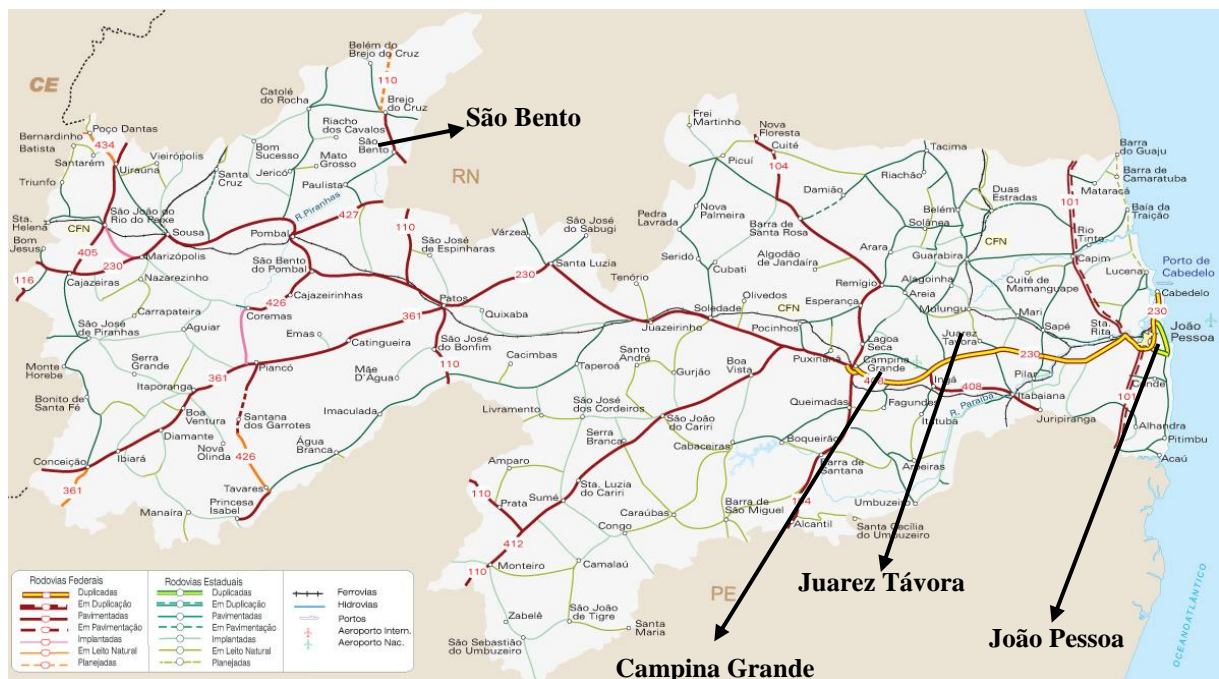 CE
RN
PE
São Bento
Campina Grande
Juarez Távora
João Pessoa
Belém do
Brejo do Cruz
110
Brejo
do Cruz
Catolé
do Rocha
Riacho
dos Cavalos
São
Bento
Bom
Sucesso
Mato
Grosso
Jericó
Paulista
Poço Dantas
Bernardinho
Batista
434
Santarém
Uiraúna
Vieirópolis
Triunfo
Santa
Cruz
Sta.
Helena
São João do
Rio do Peixe
CFN
Bom
Jesus
405
Sousa
R.Piranhas
427
Pombal
116
230
Marizópolis
Cajazeiras
Nazarezinho
São Bento
do Pombal
Cajazeirinhas
426
Coremas
110
São José
de Espinharas
Várzea
São José
do Sabugi
230
Santa Luzia
Patos
361
Quixaba
Carrapateira
São José
de Piranhas
Aguiar
Emas
Catingueira
São José
do Bonfim
110
Serra
Grande
Monte
Horebe
Itaporanga
361
Piancó
Mãe
D'Água
Cacimbas
Bonito de
Santa Fé
Boa
Ventura
Santana
dos Garrotes
Imaculada
Diamante
Nova
Olinda
426
Água
Branca
Conceição
Ibiará
361
Tavares
Princesa
Isabel
Manaíra
Frei
Martinho
Nova
Floresta
Cuité
Picuí
104
Damião
Tacima
Riachão
Barra
do Guaju
Barra de
Camaratuba
Mataracá
101
Baía da
Traição
Duas
Estradas
Belém
Solânea
CFN
Rio
Tinto
Pedra
Lavrada
Nova
Palmeira
Barra de
Santa Rosa
Arara
Guarabira
Capim
Lucena
Porto de
Cabedelo
Cabedelo
230
Seridó
Cubati
Algodão
de Jandaíra
Alagoinha
Cuité de
Mamanguape
Tenório
Remígio
Areia
Olivedos
Esperança
Mulungu
Mari
Soledade
CFN
Juazeirinho
Pocinhos
Juarez
Távora
Sapé
Sta.
Rita
João
Pessoa
Lagoa
Seca
Puxinanã
Campina
Grande
230
Santo
André
Boa
Vista
Taperoá
Gurjão
Ingá
408
Pilar
Itabaiana
Conde
101
Queimadas
Fagundes
R. Paraíba
Itatuba
Juripiranga
Alhandra
Pitimbu
Acaú
Livramento
São José
dos Cordeiros
São João
do Cariri
Serra
Branca
Cabaceiras
Boqueirão
Barra de
Santana
Aroeiras
Amparo
Sta. Luzia
do Cariri
110
Prata
Sumé
Barra de
São Miguel
Umbuzeiro
Caraúbas
Alcantil
Santa Cecília
do Umbuzeiro
412
Congo
Monteiro
Camalaú
110
Zabelê
São João
de Tigre
Santa
Maria
São Sebastião
do Umbuzeiro
OCEANO ATLÂNTICO
Rodovias Federais
Duplicadas
Em Duplicação
Pavimentadas
Em Pavimentação
Implantadas
Em Leito Natural
Planejadas
Rodovias Estaduais
Duplicadas
Em Duplicação
Pavimentadas
Em Pavimentação
Implantadas
Em Leito Natural
Planejadas
Ferrovias
Hidrovias
Portos
Aeroporto Intern.
Aeroporto Nac.